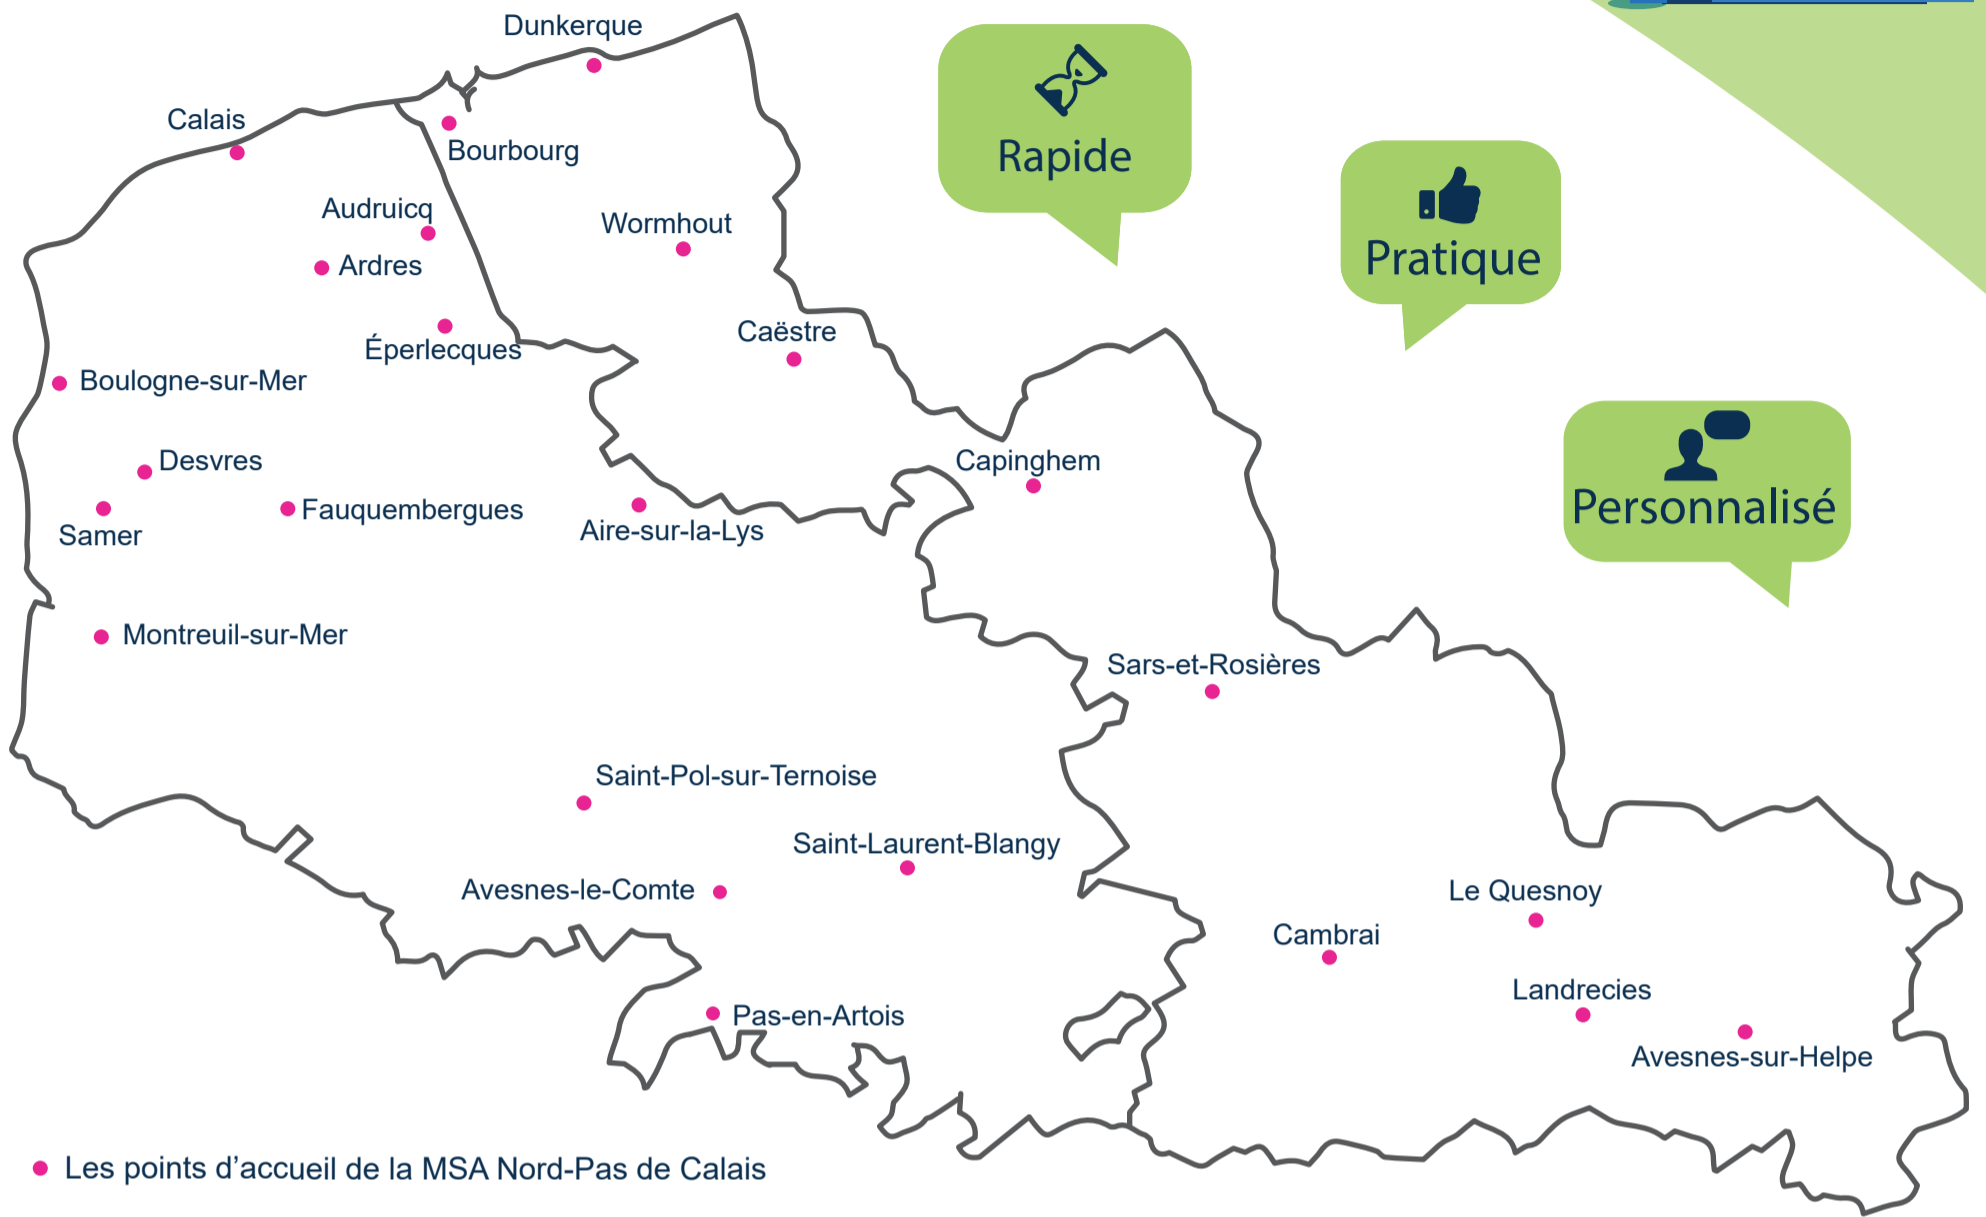 Dunkerque
Calais
Bourbourg
Rapide
Audruicq
Wormhout
Pratique
Ardres
Caëstre
Éperlecques
Boulogne-sur-Mer
Desvres
Capinghem
Personnalisé
Fauquembergues
Samer
Aire-sur-la-Lys
Montreuil-sur-Mer
Sars-et-Rosières
Saint-Pol-sur-Ternoise
Saint-Laurent-Blangy
Avesnes-le-Comte
Le Quesnoy
Cambrai
Landrecies
Pas-en-Artois
Avesnes-sur-Helpe
Les points d’accueil de la MSA Nord-Pas de Calais